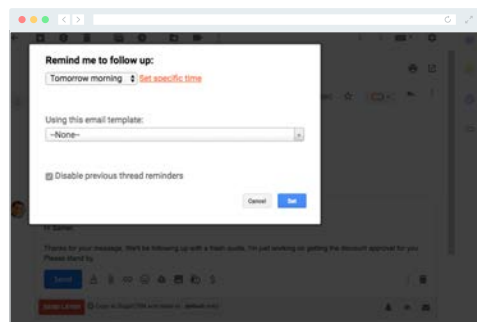 Remind me to follow up:
Tomorrow morning Set specific time
Using this email template:
--None--
Disable previous thread reminders
Cancel Set
Thanks for your message, We'll be following up with a fresh quote, I'm just working on getting the discount approval for you
Please stand by.
Send
SEND LATER